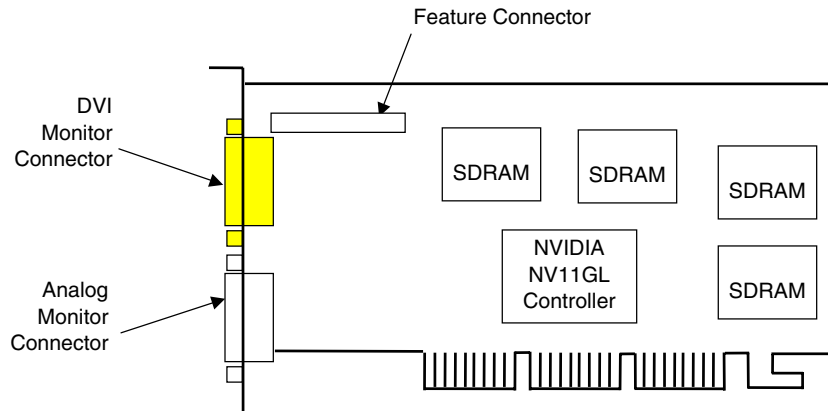 Feature Connector
DVI
Monitor
Connector
SDRAM
SDRAM
SDRAM
NVIDIA
NV11GL
Controller
SDRAM
Analog
Monitor
Connector